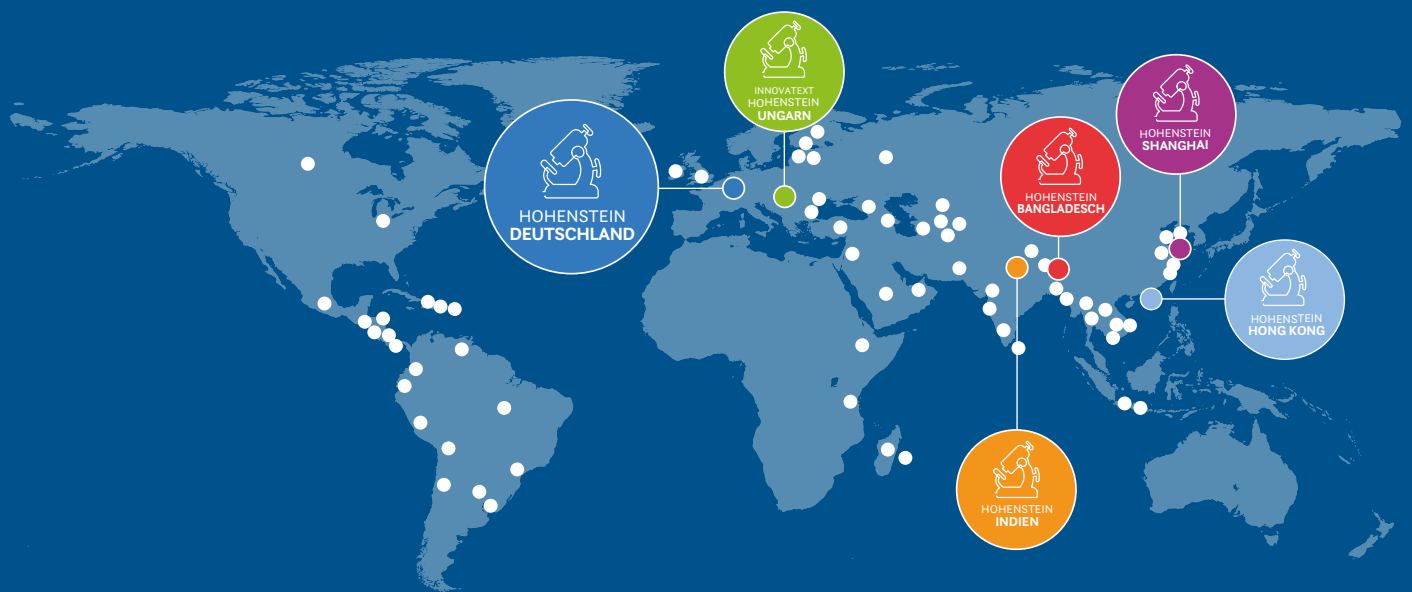 INNOVATEXT
HOHENSTEIN
UNGARN
HOHENSTEIN
SHANGHAI
HOHENSTEIN
DEUTSCHLAND
HOHENSTEIN
BANGLADESCH
HOHENSTEIN
HONG KONG
HOHENSTEIN
INDIEN